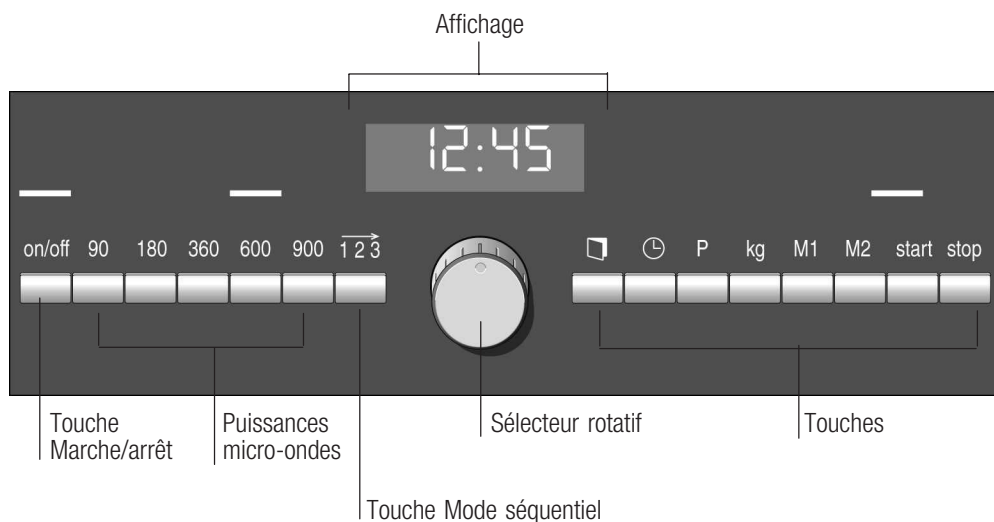 Affichage
12:45
on/off 90 180 360 600 900 1 2 3 P kg M1 M2 start stop
Touche Marche/arrêt
Puissances micro-ondes
Sélecteur rotatif
Touches
Touche Mode séquentiel